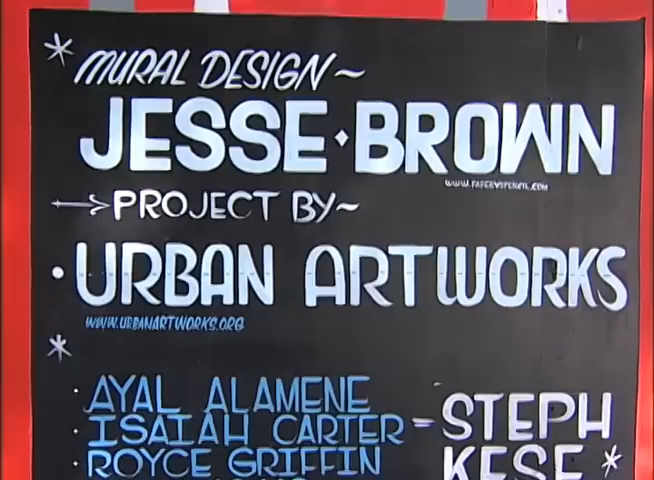 MURAL DESIGN~
JESSE · BROWN
WWW.PAPERVSPENCIL.COM
PROJECT BY~
· URBAN ARTWORKS
WWW.URBANARTWORKS.ORG
· AYAL ALAMENE
· ISAIAH CARTER
· ROYCE GRIFFIN
- STEPH
KESE